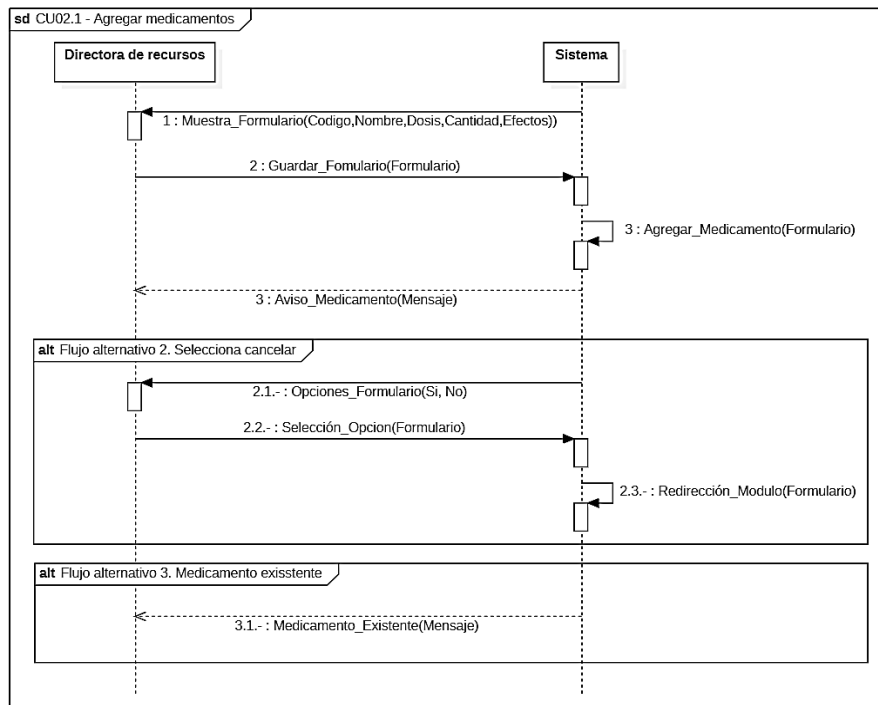 sd CU02.1 - Agregar medicamentos
Directora de recursos
Sistema
1 : Muestra_Formulario(Codigo,Nombre,Dosis,Cantidad,Efectos))
2 : Guardar_Fomulario(Formulario)
3 : Agregar_Medicamento(Formulario)
3 : Aviso_Medicamento(Mensaje)
alt Flujo alternativo 2. Selecciona cancelar
2.1.- : Opciones_Formulario(Si, No)
2.2.- : Selección_Opcion(Formulario)
2.3.- : Redirección_Modulo(Formulario)
alt Flujo alternativo 3. Medicamento exisstente
3.1.- : Medicamento_Existente(Mensaje)